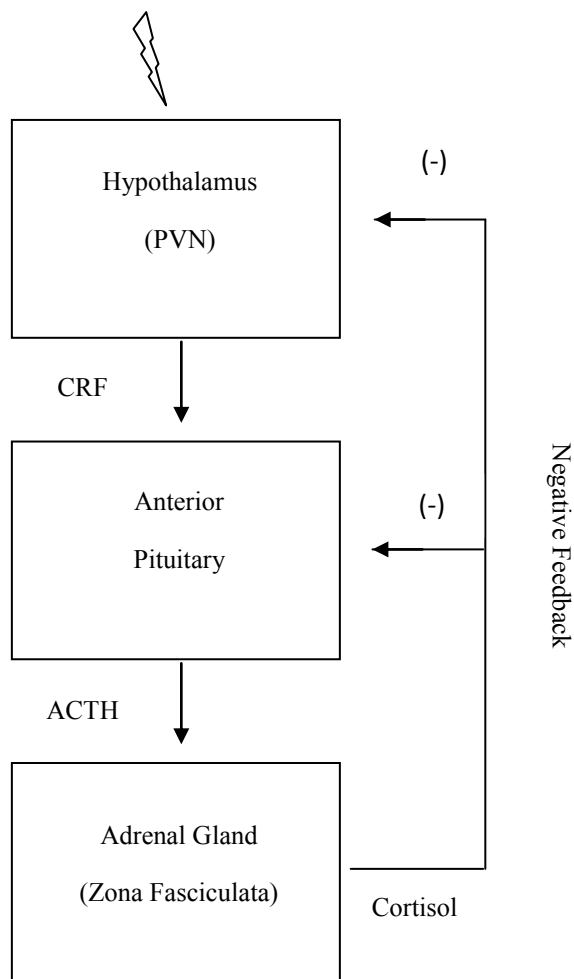 Hypothalamus
(PVN)
(-)
CRF
Anterior
Pituitary
(-)
Negative Feedback
ACTH
Adrenal Gland
(Zona Fasciculata)
Cortisol